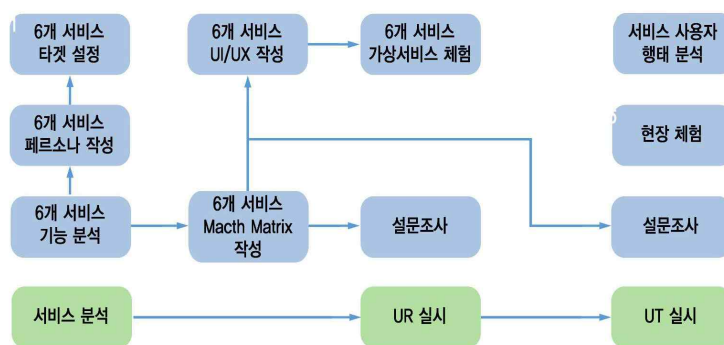 6개 서비스
타겟 설정
6개 서비스
UI/UX 작성
6개 서비스
가상서비스 체험
서비스 사용자
행태 분석
6개 서비스
페르소나 작성
현장 체험
6개 서비스
기능 분석
6개 서비스
Macth Matrix
작성
설문조사
설문조사
서비스 분석
UR 실시
UT 실시